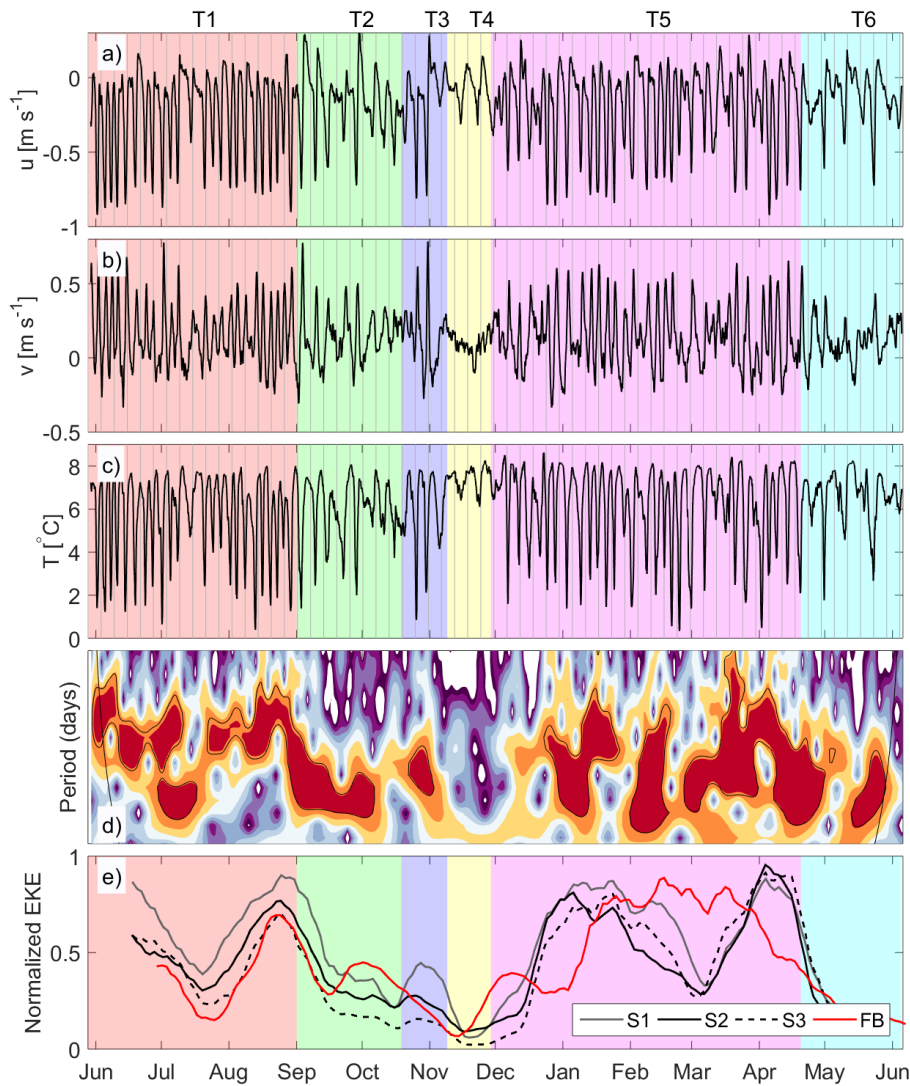 T1 T2 T3 T4 T5 T6
a)
0
-0.5
-1
u [m s⁻¹]
b)
0.5
0
-0.5
v [m s⁻¹]
c)
8
6
4
2
0
T [°C]
d)
Period (days)
e)
1
0.5
0
Normalized EKE
S1 S2 S3 FB
Jun Jul Aug Sep Oct Nov Dec Jan Feb Mar Apr May Jun